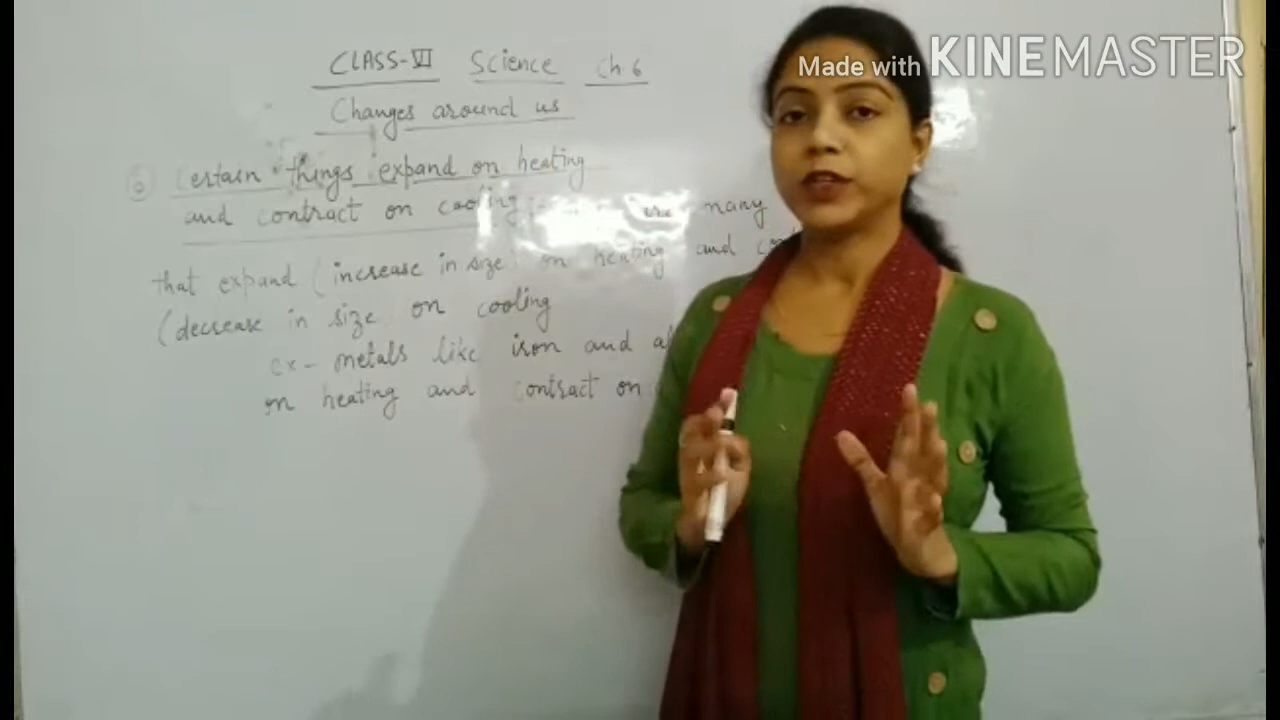 Made with KINEMASTER
CLASS-VI Science Ch 6
Changes around us
Certain things expand on heating
and contract on cooling many
that expand (increase in size) on heating and
(decrease in size on cooling
ex- metals like iron and
on heating and contract on